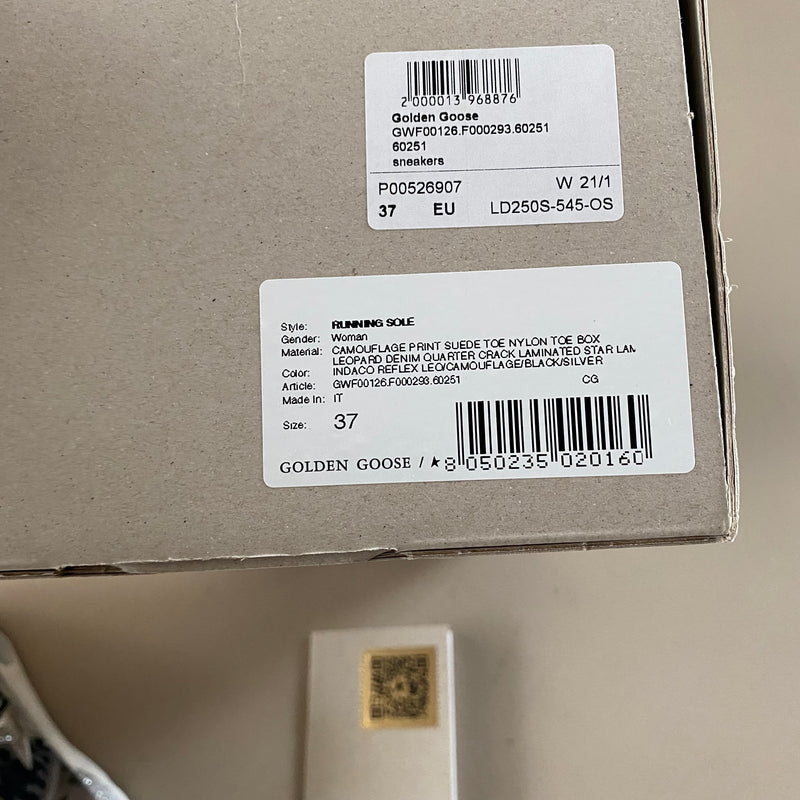 2 000013 968876
Golden Goose
GWF00126.F000293.60251
60251
sneakers
P00526907 W 21/1
37 EU LD250S-545-OS
Style: RUNNING SOLE
Gender: Woman
Material: CAMOUFLAGE PRINT SUEDE TOE NYLON TOE BOX
LEOPARD DENIM QUARTER CRACK LAMINATED STAR LAM
Color: INDACO REFLEX LEO/CAMOUFLAGE/BLACK/SILVER
Article: GWF00126.F000293.60251 CG
Made In: IT
Size: 37
GOLDEN GOOSE / ★ 8 050235 020160